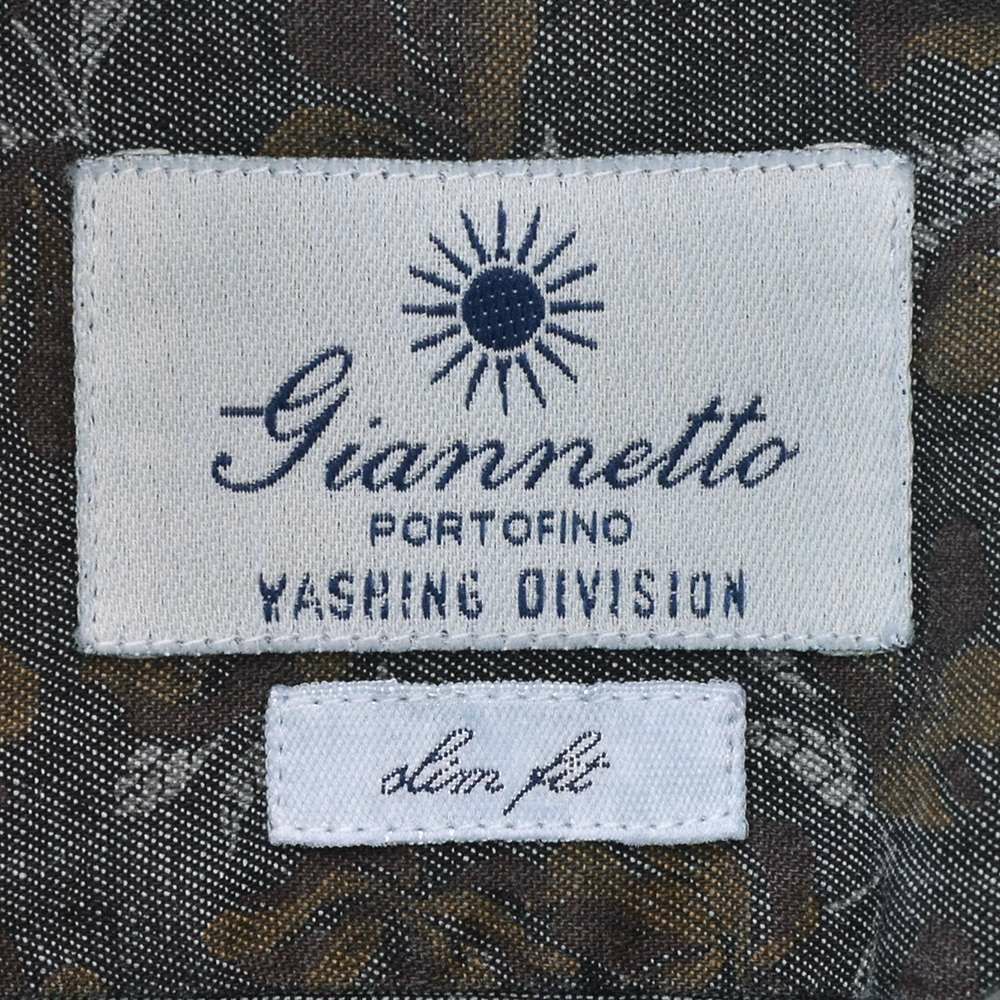 Giannetto
PORTOFINO
WASHING DIVISION
slim fit